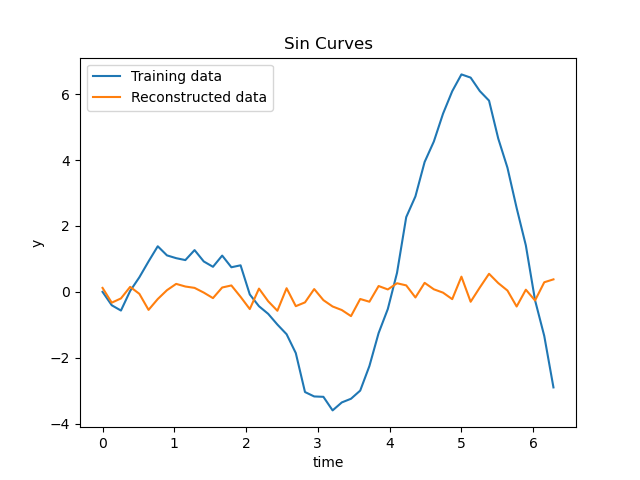 Sin Curves
Training data
Reconstructed data
6
4
2
0
−2
−4
y
0 1 2 3 4 5 6
time